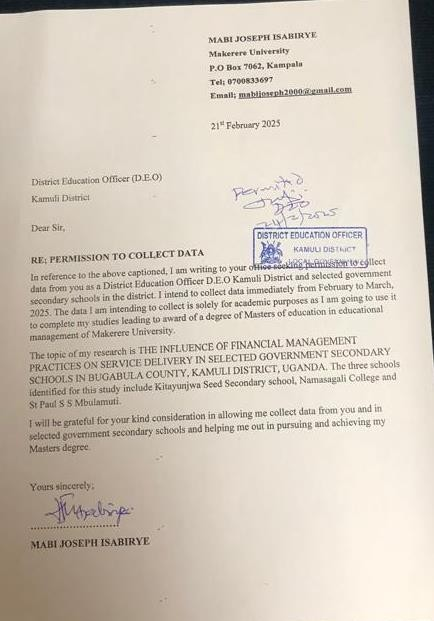 MABI JOSEPH ISABIRYE
Makerere University
P.O Box 7062, Kampala
Tel; 0700833697
Email; mabijoseph2000@gmail.com
21st February 2025
District Education Officer (D.E.O)
Kamuli District
Permitted
DEO
24/2/2025
Dear Sir,
DISTRICT EDUCATION OFFICER
KAMULI DISTRICT
LOCAL GOVERNMENT
RE; PERMISSION TO COLLECT DATA
In reference to the above captioned, I am writing to your office seeking permission to collect
data from you as a District Education Officer D.E.O Kamuli District and selected government
secondary schools in the district. I intend to collect data immediately from February to March,
2025. The data I am intending to collect is solely for academic purposes as I am going to use it
to complete my studies leading to award of a degree of Masters of education in educational
management of Makerere University.
The topic of my research is THE INFLUENCE OF FINANCIAL MANAGEMENT
PRACTICES ON SERVICE DELIVERY IN SELECTED GOVERNMENT SECONDARY
SCHOOLS IN BUGABULA COUNTY, KAMULI DISTRICT, UGANDA. The three schools
identified for this study include Kitayunjwa Seed Secondary school, Namasagali College and
St Paul S S Mbulamuti.
I will be grateful for your kind consideration in allowing me collect data from you and in
selected government secondary schools and helping me out in pursuing and achieving my
Masters degree.
Yours sincerely;
MABI JOSEPH ISABIRYE